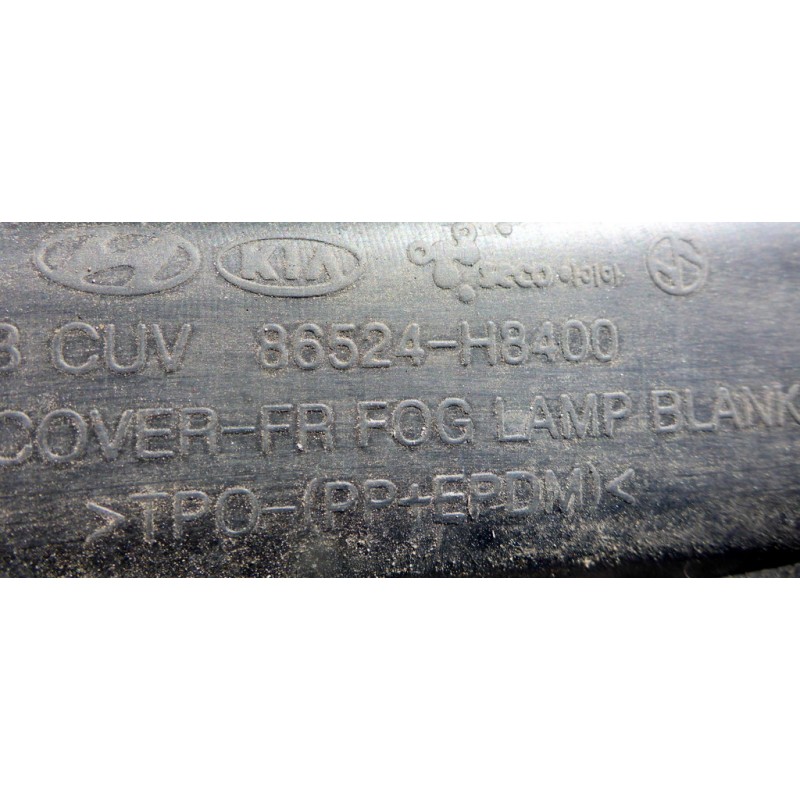 KIA
B CUV 86524-H8400
COVER-FR FOG LAMP BLANK
>TPO-(PP+EPDM)<